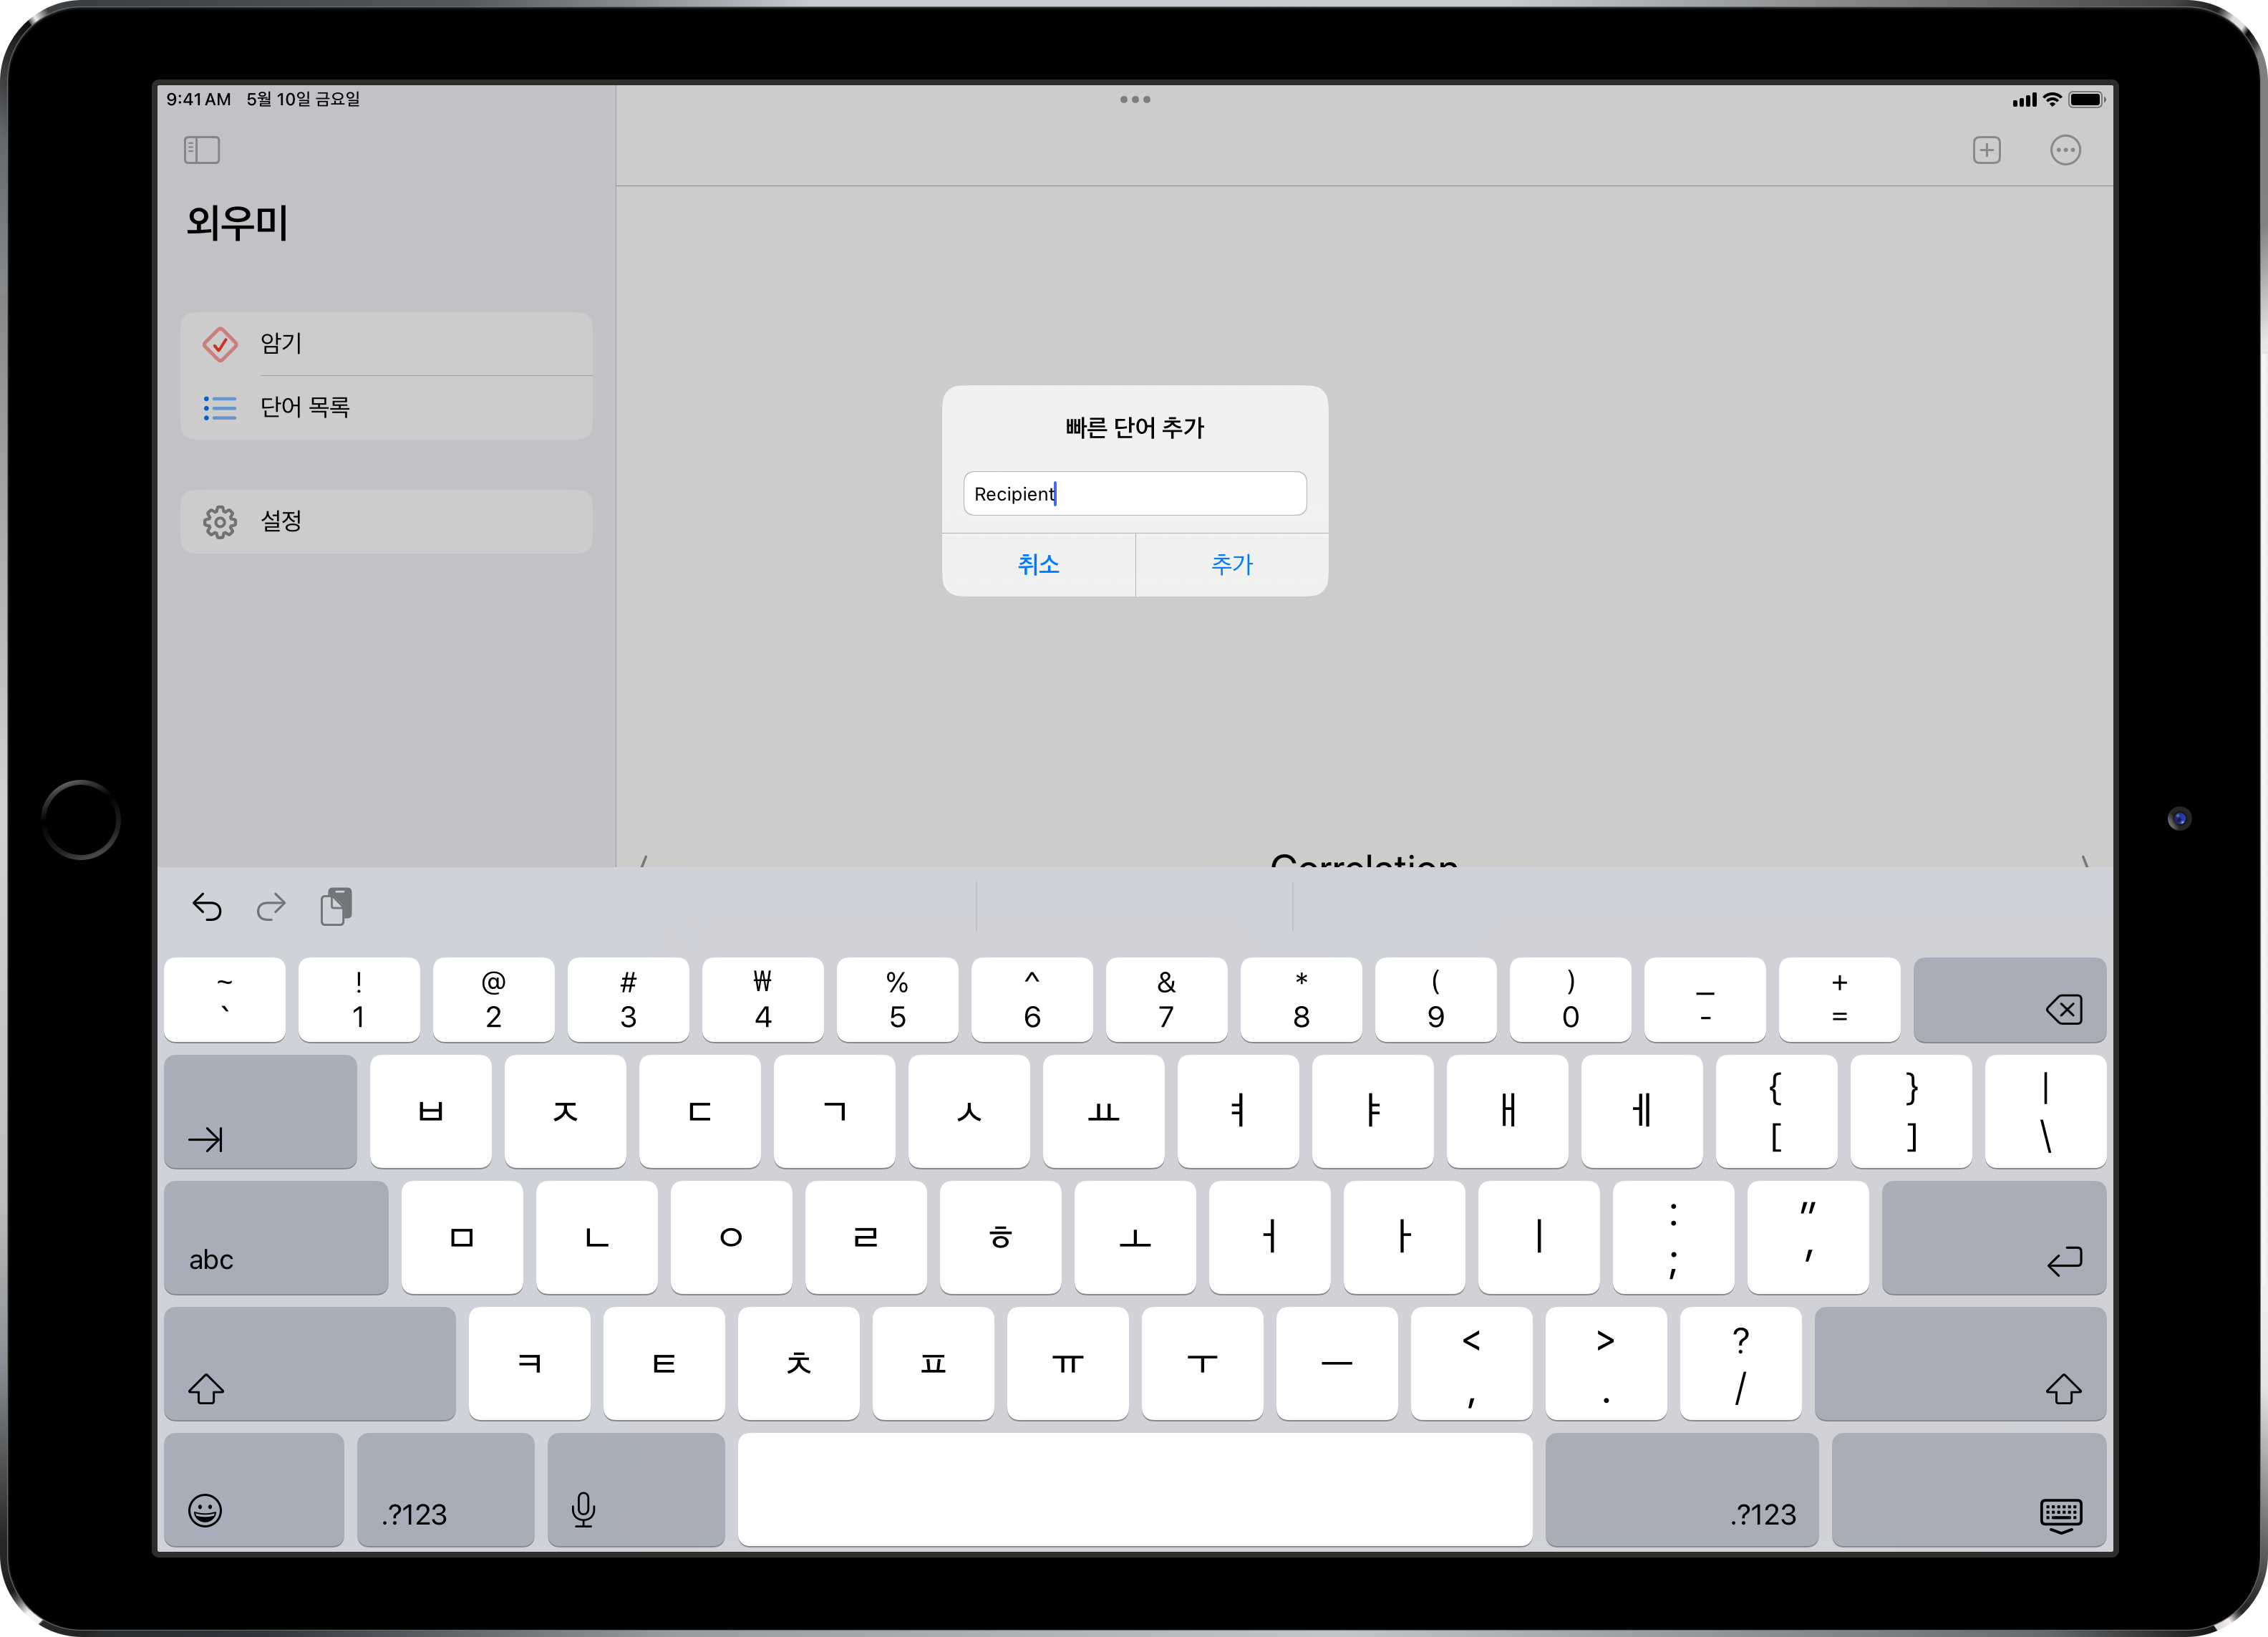 9:41 AM 5월 10일 금요일
외우미
암기
단어 목록
설정
빠른 단어 추가
Recipient
취소 추가
Correlation
~ ! @ # ₩ % ^ & * ( ) _ +
` 1 2 3 4 5 6 7 8 9 0 - =
ㅂ ㅈ ㄷ ㄱ ㅅ ㅛ ㅕ ㅑ ㅐ ㅔ { } |
[ ] \
abc ㅁ ㄴ ㅇ ㄹ ㅎ ㅗ ㅓ ㅏ ㅣ : "
; '
ㅋ ㅌ ㅊ ㅍ ㅠ ㅜ ㅡ < > ?
, . /
.?123 .?123